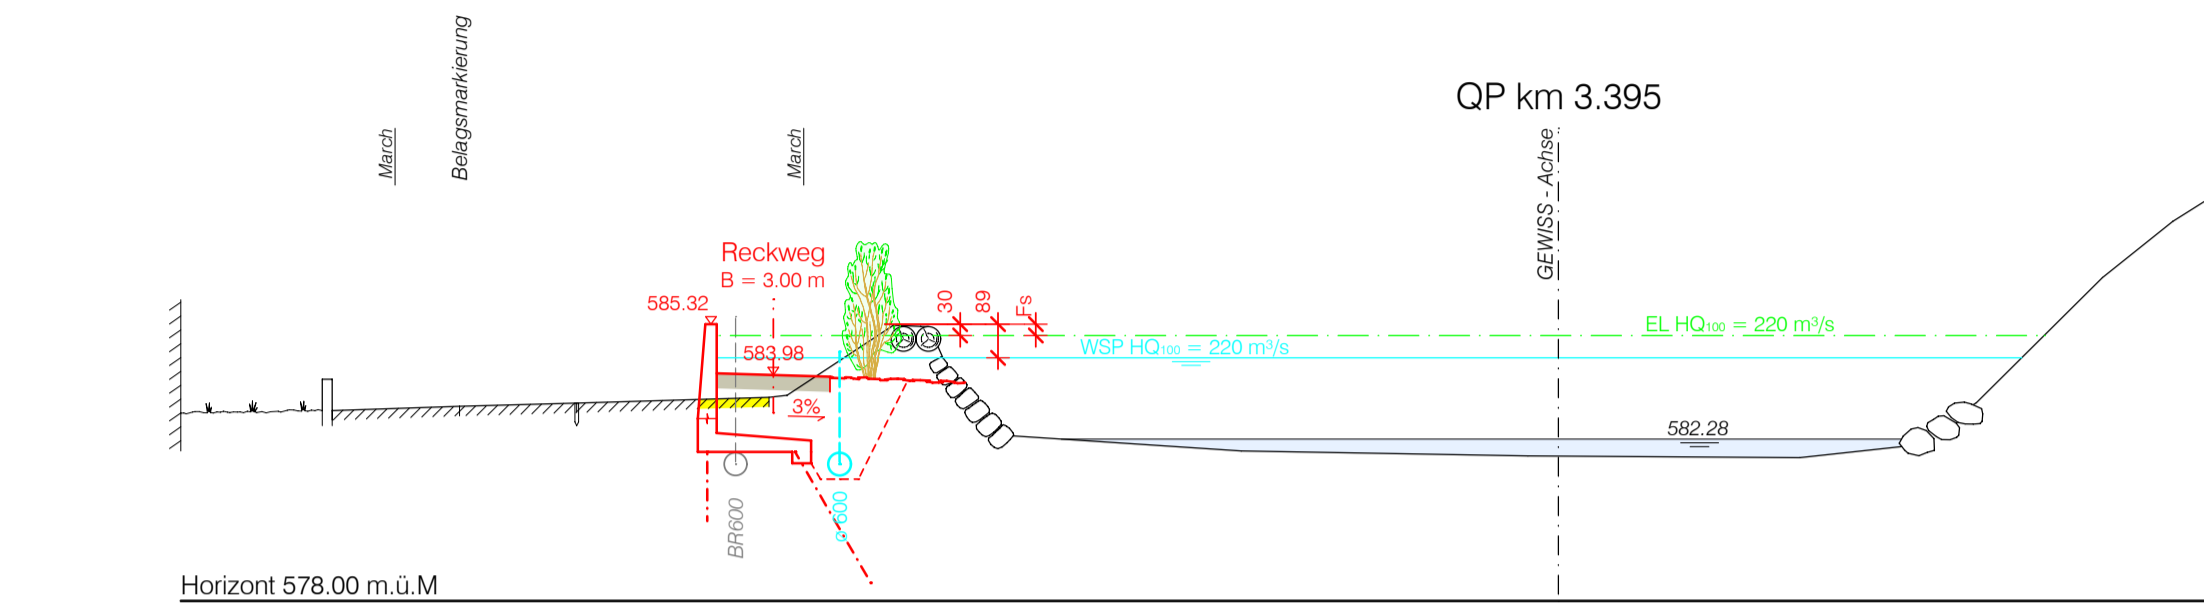 Belagsmarkierung
March
March
QP km 3.395
GEWISS - Achse
Reckweg
B = 3.00 m
585.32
30
89
Fs
EL HQ₁₀₀ = 220 m³/s
WSP HQ₁₀₀ = 220 m³/s
583.98
3%
582.28
BR600
ø 600
Horizont 578.00 m.ü.M